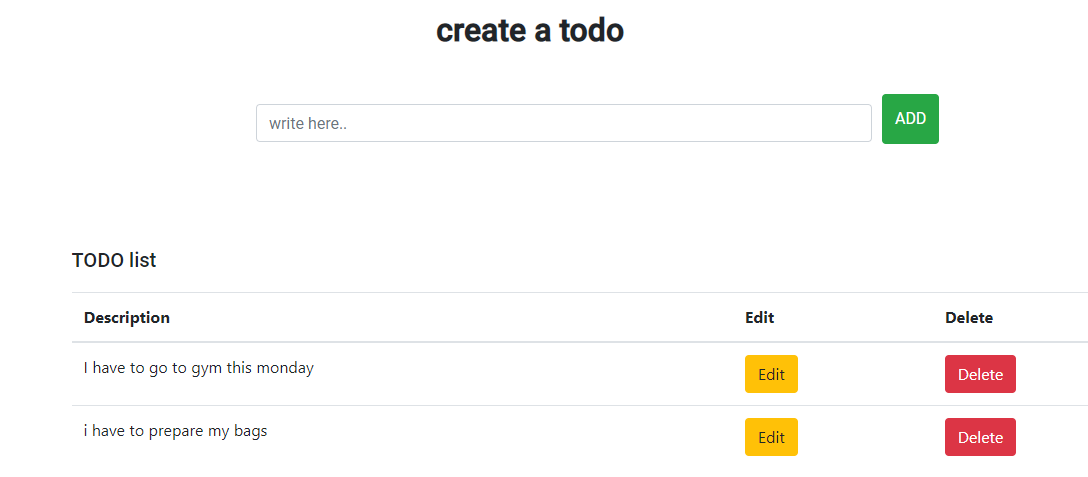 create a todo
write here..
ADD
TODO list
Description Edit Delete
I have to go to gym this monday Edit Delete
i have to prepare my bags Edit Delete